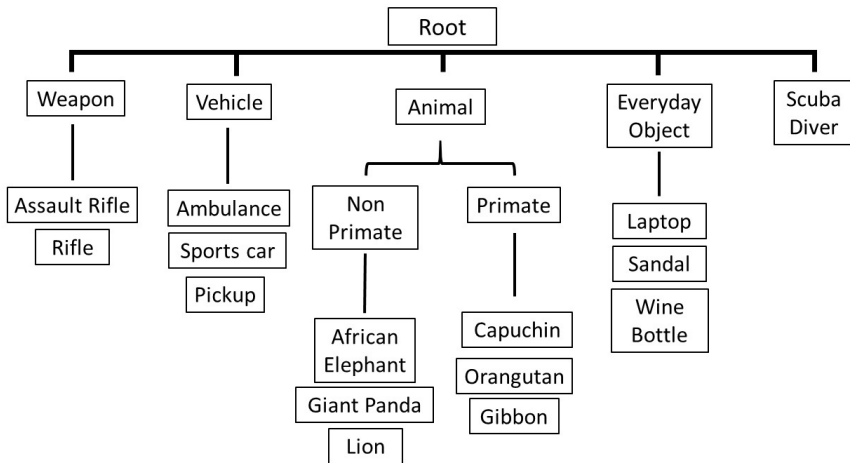 Root
Weapon
Vehicle
Animal
Everyday
Object
Scuba
Diver
Assault Rifle
Rifle
Ambulance
Sports car
Pickup
Non
Primate
Primate
African
Elephant
Giant Panda
Lion
Capuchin
Orangutan
Gibbon
Laptop
Sandal
Wine
Bottle